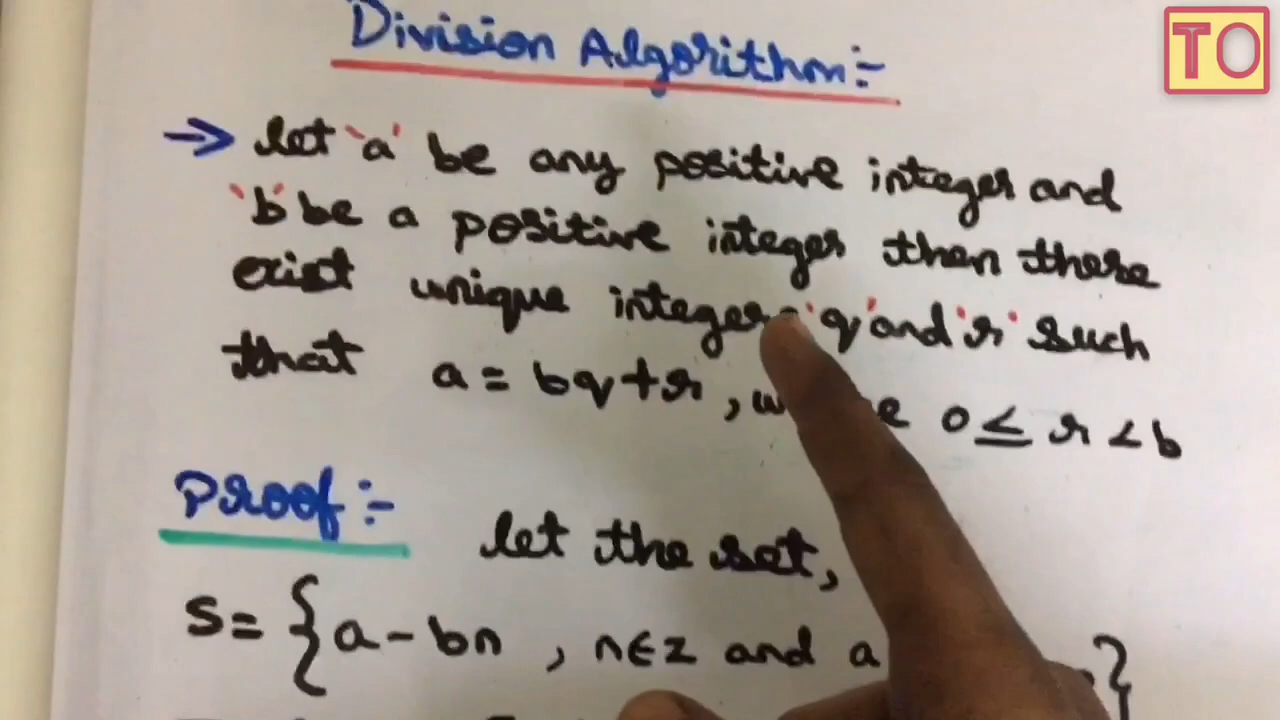 TO
Division Algorithm:-
→ let 'a' be any positive integer and
'b' be a positive integer then there
exist unique integers 'q' and 'r' such
that a = bq + r , 0 ≤ r < b
Proof:- let the set,
S = { a - bn , n ∈ z and a }